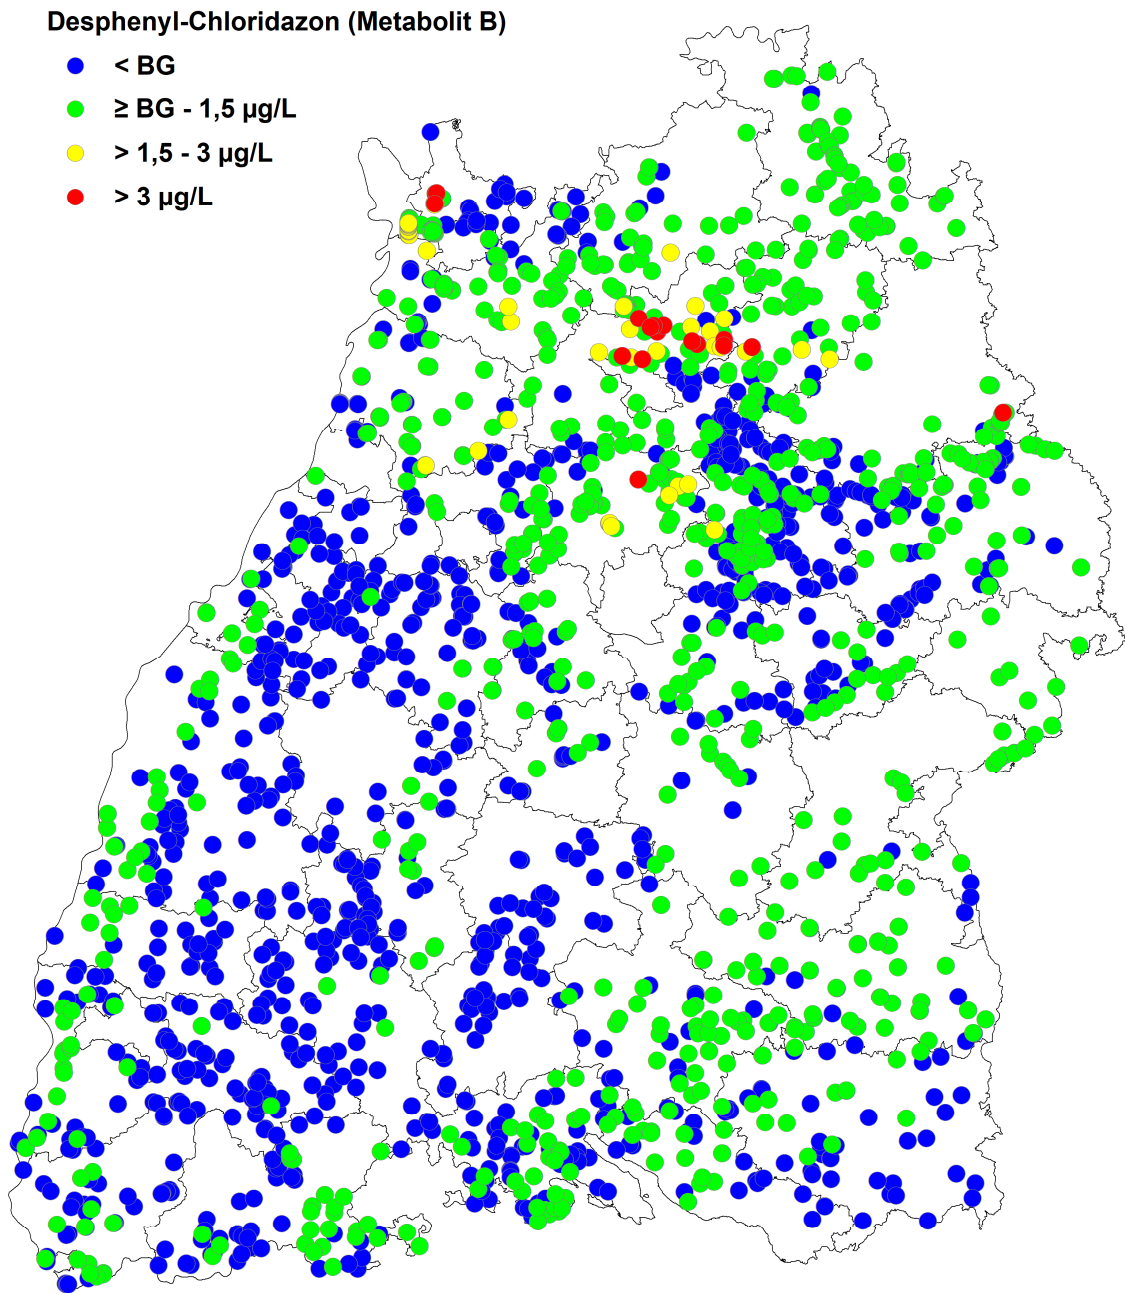 Desphenyl-Chloridazon (Metabolit B)
< BG
≥ BG - 1,5 µg/L
> 1,5 - 3 µg/L
> 3 µg/L